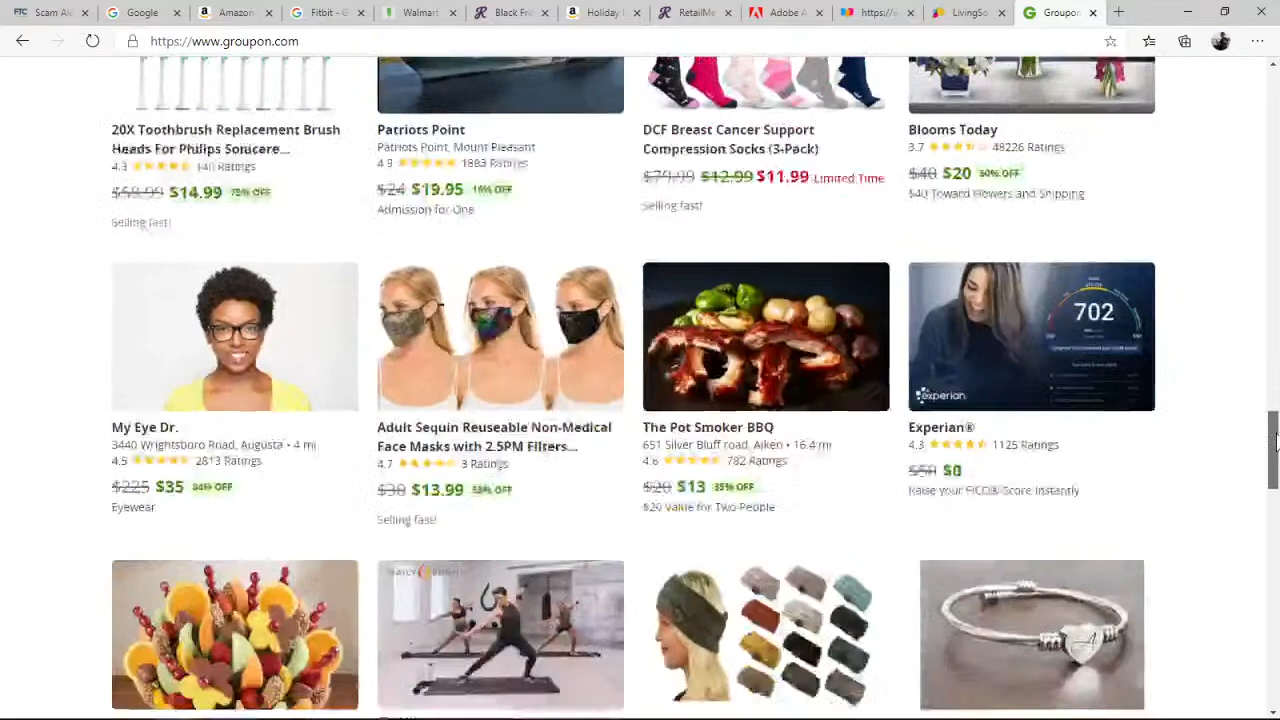 FTC Scam Ale
Google
Amazon
Fitbit - G
Walmart
Black Fri
Holiday
RetailMe
Adobe A
https://
LivingSo
Groupon
https://www.groupon.com
20X Toothbrush Replacement Brush
Heads For Philips Sonicare...
4.3 140 Ratings
$14.99 75% OFF
Selling fast!
Patriots Point
Patriots Point, Mount Pleasant
4.9 1883 Ratings
$24 $19.95 16% OFF
Admission for One
DCF Breast Cancer Support
Compression Socks (3-Pack)
$79.99 $12.99 $11.99 Limited Time
Selling fast!
Blooms Today
3.7 48226 Ratings
$40 $20 50% OFF
$40 Toward Flowers and Shipping
702
experian.
My Eye Dr.
3440 Wrightsboro Road, Augusta • 4 mi
4.5 2813 Ratings
$225 $35 84% OFF
Eyewear
Adult Sequin Reuseable Non-Medical
Face Masks with 2.5PM Filters...
4.7 3 Ratings
$30 $13.99 53% OFF
Selling fast!
The Pot Smoker BBQ
651 Silver Bluff road, Aiken • 16.4 mi
4.6 782 Ratings
$20 $13 35% OFF
$20 Value for Two People
Experian®
4.3 1125 Ratings
$50 $0
Raise your FICO® Score Instantly